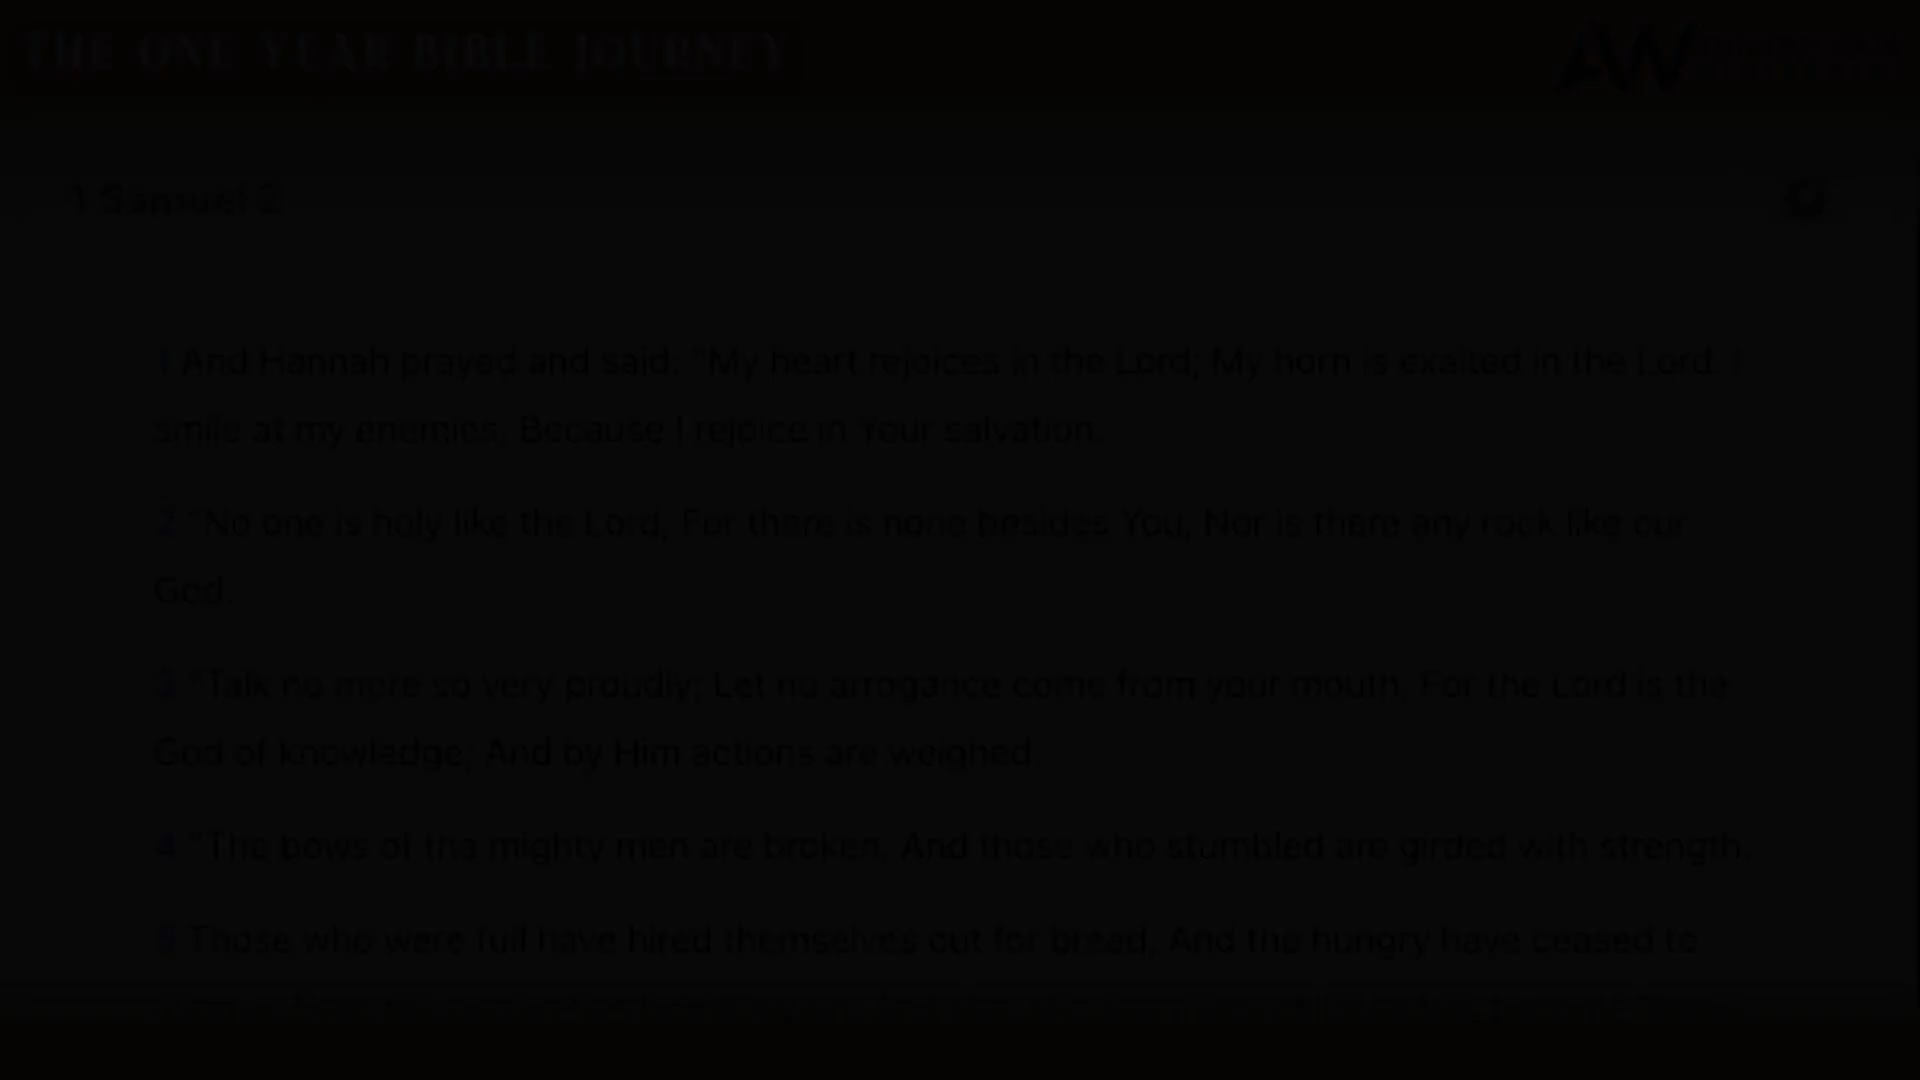 THE ONE YEAR BIBLE JOURNEY
AW
1 Samuel 2
1 And Hannah prayed and said: "My heart rejoices in the Lord; My horn is exalted in the Lord. I
smile at my enemies, Because I rejoice in Your salvation.
2 "No one is holy like the Lord, For there is none besides You, Nor is there any rock like our
God.
3 "Talk no more so very proudly; Let no arrogance come from your mouth, For the Lord is the
God of knowledge; And by Him actions are weighed.
4 "The bows of the mighty men are broken, And those who stumbled are girded with strength.
5 Those who were full have hired themselves out for bread, And the hungry have ceased to